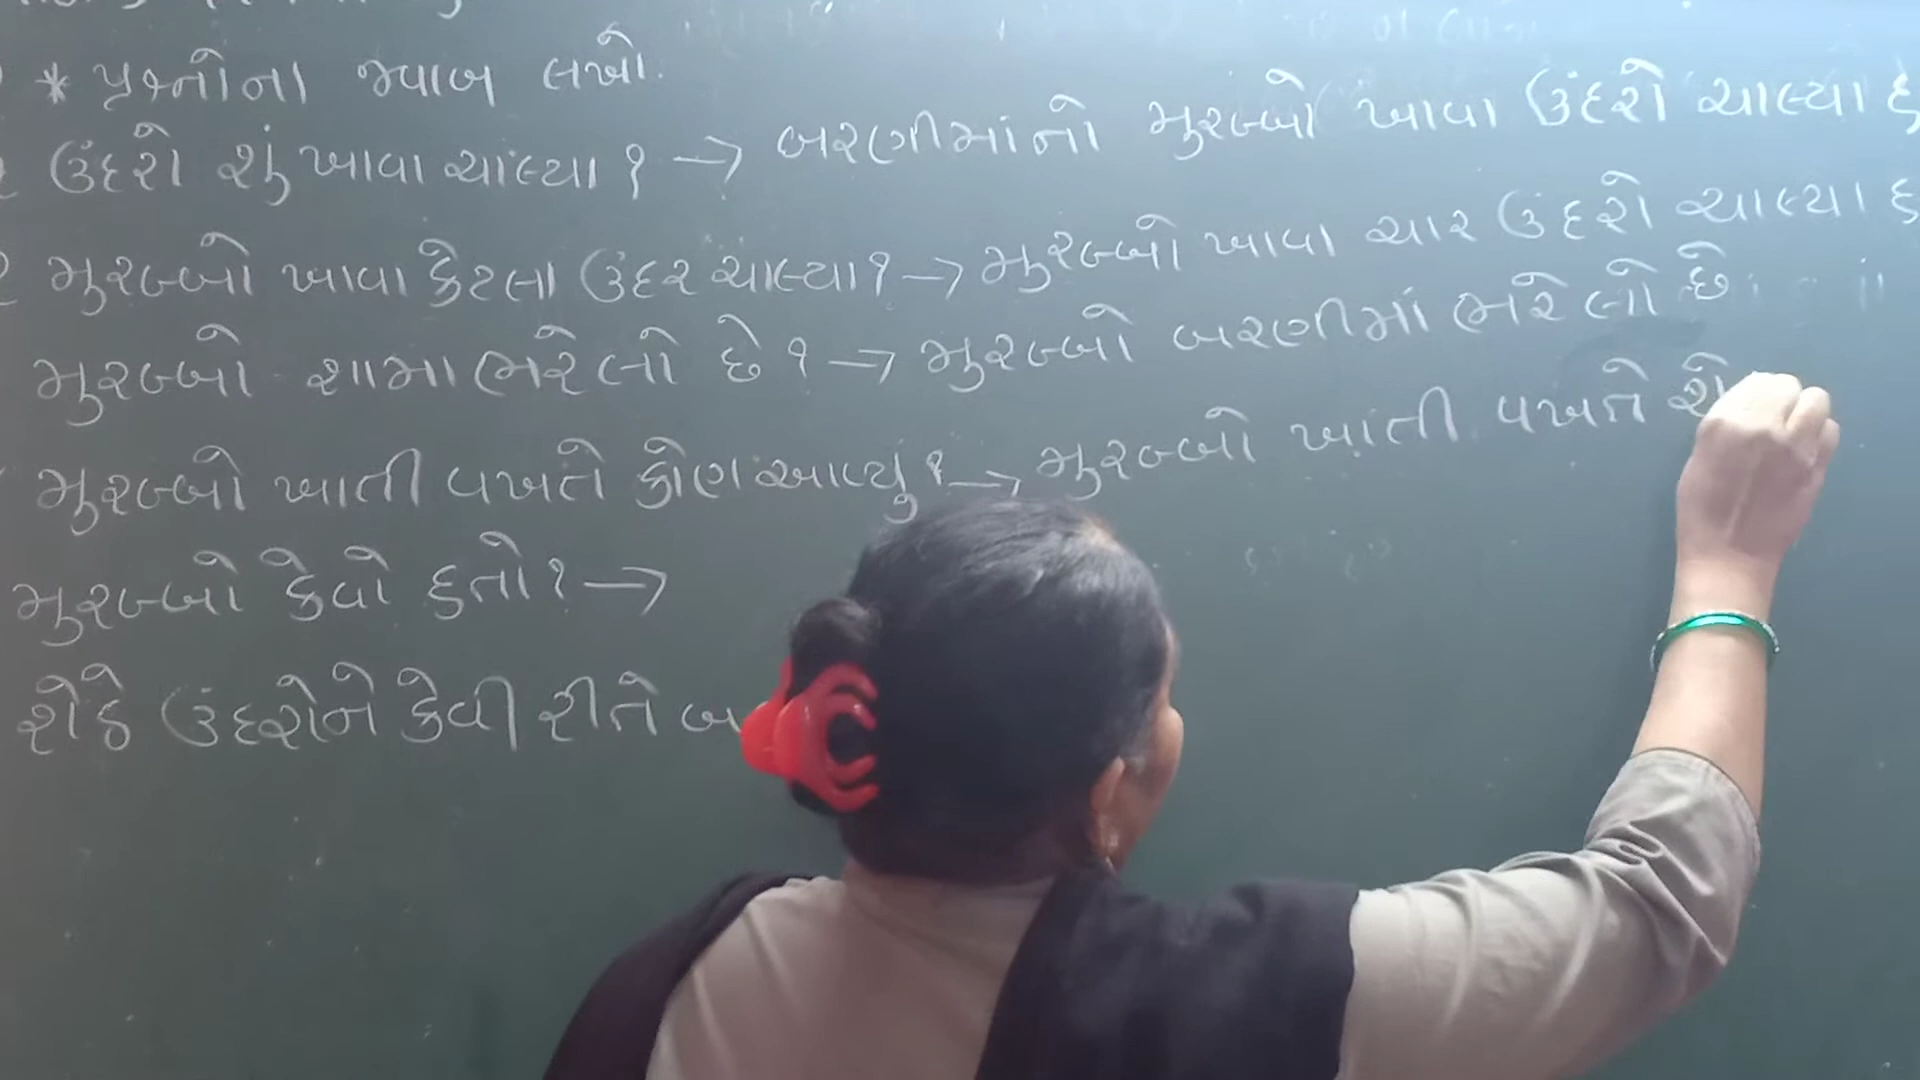 * પ્રશ્નોના જવાબ લખો.
ઉંદરો શું ખાવા ચાલ્યા? → બરણીમાંનો મુરબ્બો ખાવા ઉંદરો ચાલ્યા હ
મુરબ્બો ખાવા કેટલા ઉંદર ચાલ્યા? → મુરબ્બો ખાવા ચાર ઉંદરો ચાલ્યા હ
મુરબ્બો શામા ભરેલો છે? → મુરબ્બો બરણીમાં ભરેલો છે
મુરબ્બો ખાતી વખતે કોણ આવ્યું? → મુરબ્બો ખાતી વખતે શે
મુરબ્બો કેવો હતો? →
શેઠે ઉંદરોને કેવી રીતે બ